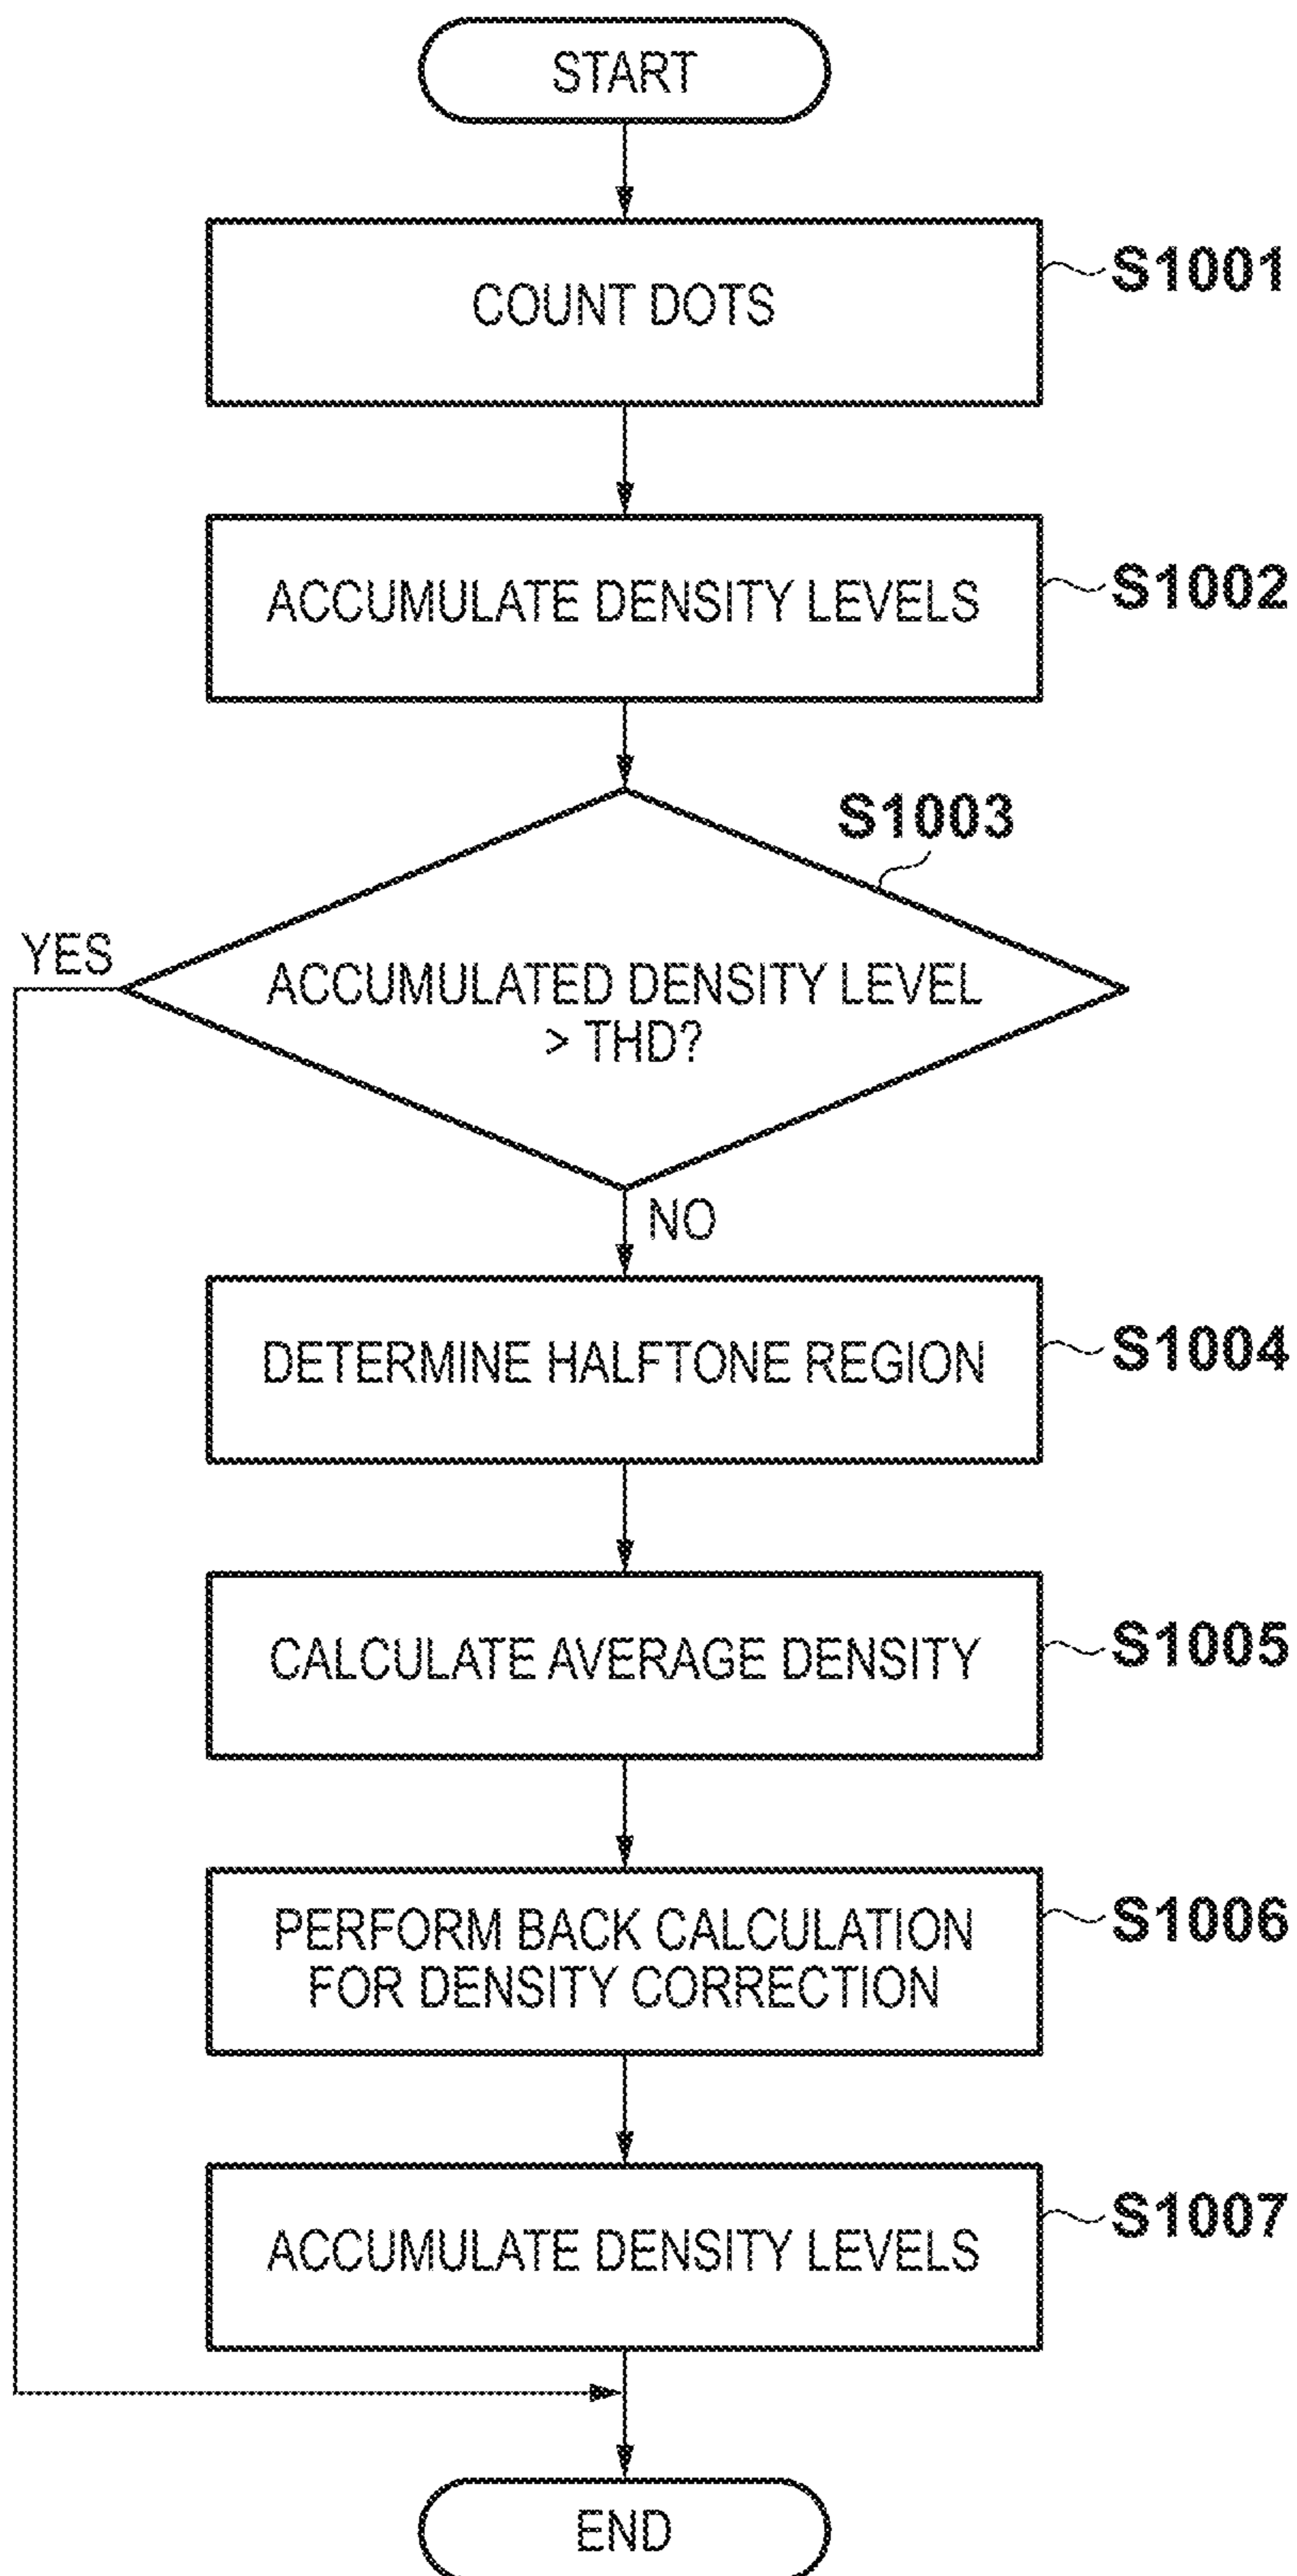 START
COUNT DOTS
S1001
ACCUMULATE DENSITY LEVELS
S1002
S1003
YES
ACCUMULATED DENSITY LEVEL
> THD?
NO
DETERMINE HALFTONE REGION
S1004
CALCULATE AVERAGE DENSITY
S1005
PERFORM BACK CALCULATION
FOR DENSITY CORRECTION
S1006
ACCUMULATE DENSITY LEVELS
S1007
END